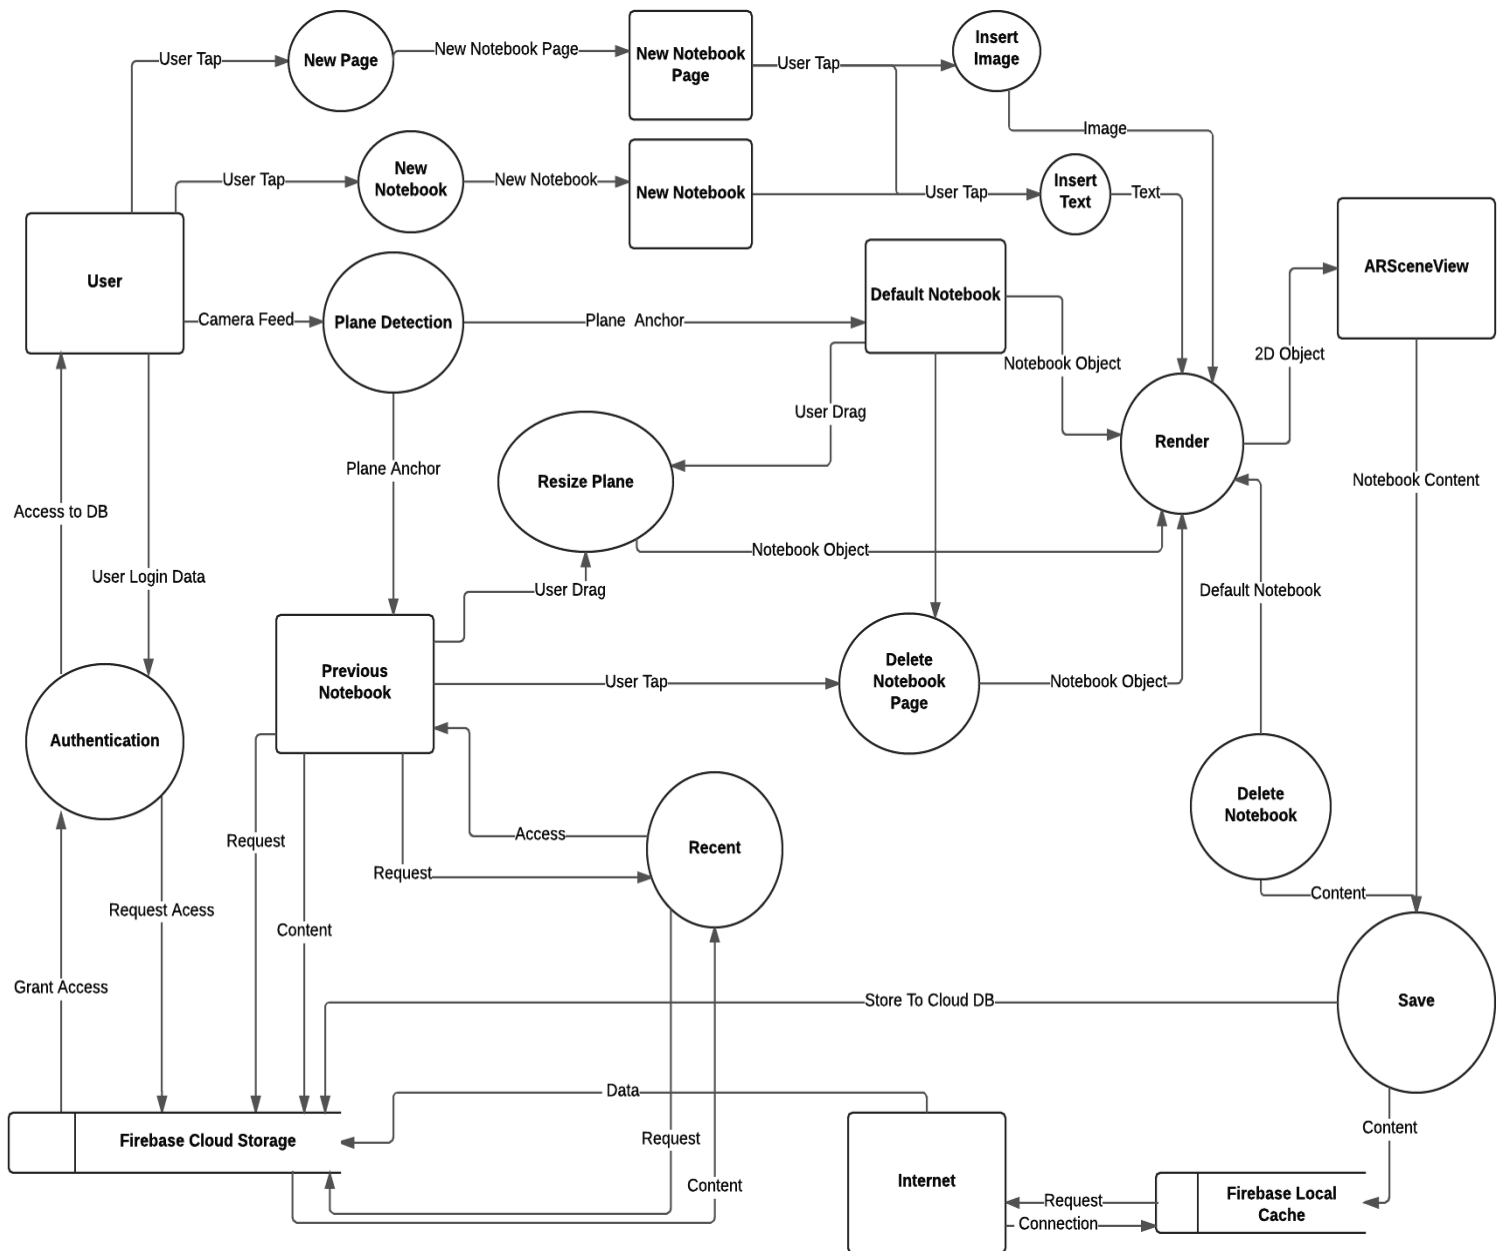 User Tap
New Page
New Notebook Page
New Notebook
Page
User Tap
Insert
Image
Image
User Tap
New
Notebook
New Notebook
New Notebook
User Tap
Insert
Text
Text
User
Camera Feed
Plane Detection
Plane Anchor
Default Notebook
ARSceneView
Notebook Object
2D Object
User Drag
Render
Plane Anchor
Resize Plane
Notebook Content
Access to DB
Notebook Object
User Login Data
User Drag
Default Notebook
Previous
Notebook
User Tap
Delete
Notebook
Page
Notebook Object
Authentication
Delete
Notebook
Request
Access
Recent
Request
Content
Request Acess
Content
Grant Access
Store To Cloud DB
Save
Data
Firebase Cloud Storage
Request
Content
Content
Internet
Request
Connection
Firebase Local
Cache